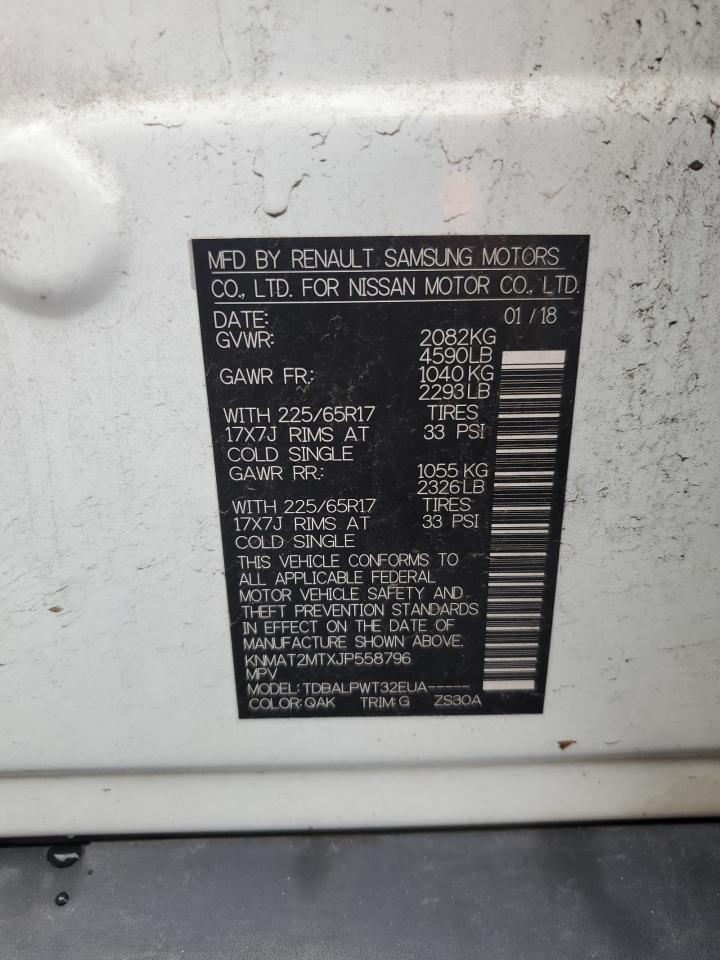 MFD BY RENAULT SAMSUNG MOTORS
CO., LTD. FOR NISSAN MOTOR CO., LTD.
DATE: 01 / 18
GVWR: 2082KG
4590LB
GAWR FR.: 1040 KG
2293LB
WITH 225/65R17 TIRES
17X7J RIMS AT 33 PSI
COLD SINGLE
GAWR RR.: 1055 KG
2326LB
WITH 225/65R17 TIRES
17X7J RIMS AT 33 PSI
COLD SINGLE
THIS VEHICLE CONFORMS TO
ALL APPLICABLE FEDERAL
MOTOR VEHICLE SAFETY AND
THEFT PREVENTION STANDARDS
IN EFFECT ON THE DATE OF
MANUFACTURE SHOWN ABOVE.
KNMAT2MTXJP558796
MPV
MODEL: TDBALPWT32EUA-----
COLOR: QAK TRIM: G ZS30A